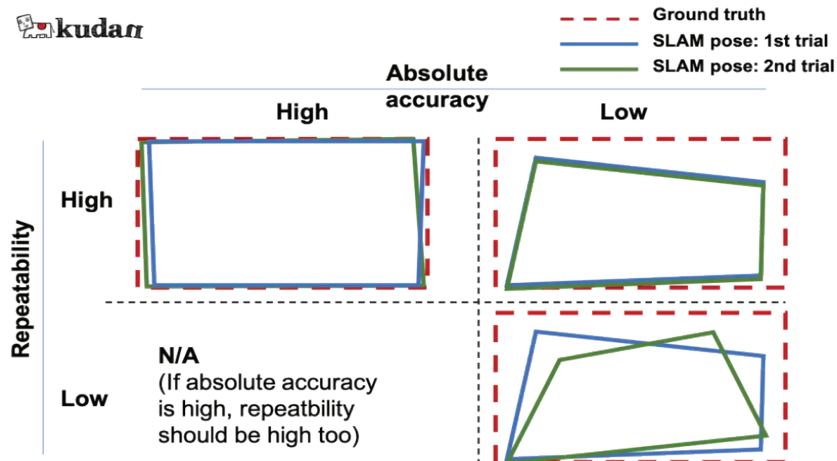 kudan
Ground truth
SLAM pose: 1st trial
SLAM pose: 2nd trial
Absolute
accuracy
High
Low
Repeatability
High
Low
N/A
(If absolute accuracy
is high, repeatbility
should be high too)